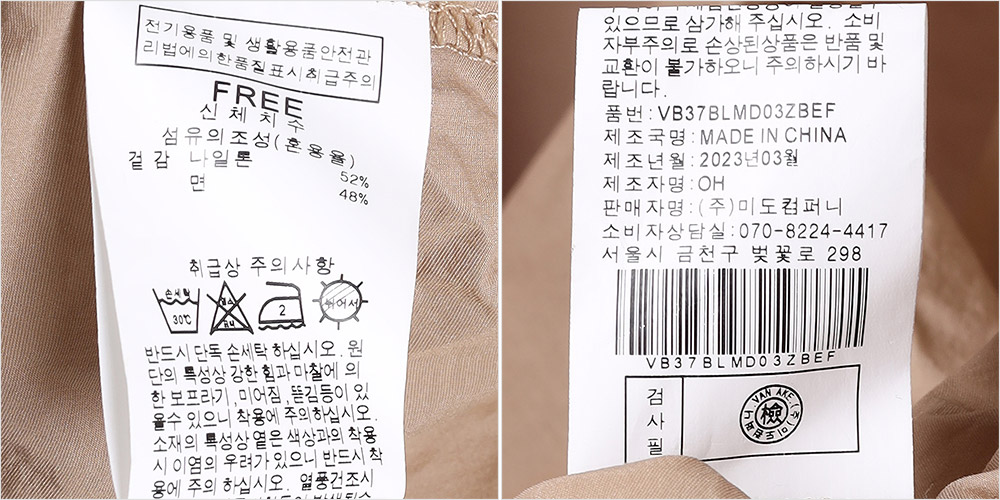 전기용품 및 생활용품안전관
리법에의한품질표시취급주의
FREE
신체치수
섬유의조성(혼용율)
겉감 나일론 52%
면 48%
취급상 주의사항
손세탁
30℃
2
뉘어서
반드시 단독 손세탁 하십시오. 원
단의 특성상 강한 힘과 마찰에 의
한 보프라기, 미어짐, 뜯김등이 있
을수 있으니 착용에 주의하십시오.
소재의 특성상 옅은 색상과의 착용
시 이염의 우려가 있으니 반드시 착
용에 주의 하십시오. 열풍건조시
있으므로 삼가해 주십시오. 소비
자부주의로 손상된상품은 반품 및
교환이 불가하오니 주의하시기 바
랍니다.
품번:VB37BLMD03ZBEF
제조국명:MADE IN CHINA
제조년월:2023년03월
제조자명:OH
판매자명:(주)미도컴퍼니
소비자상담실:070-8224-4417
서울시 금천구 벚꽃로 298
VB37BLMD03ZBEF
검
사
필
VAN AKE
檢
(주)미도컴퍼니